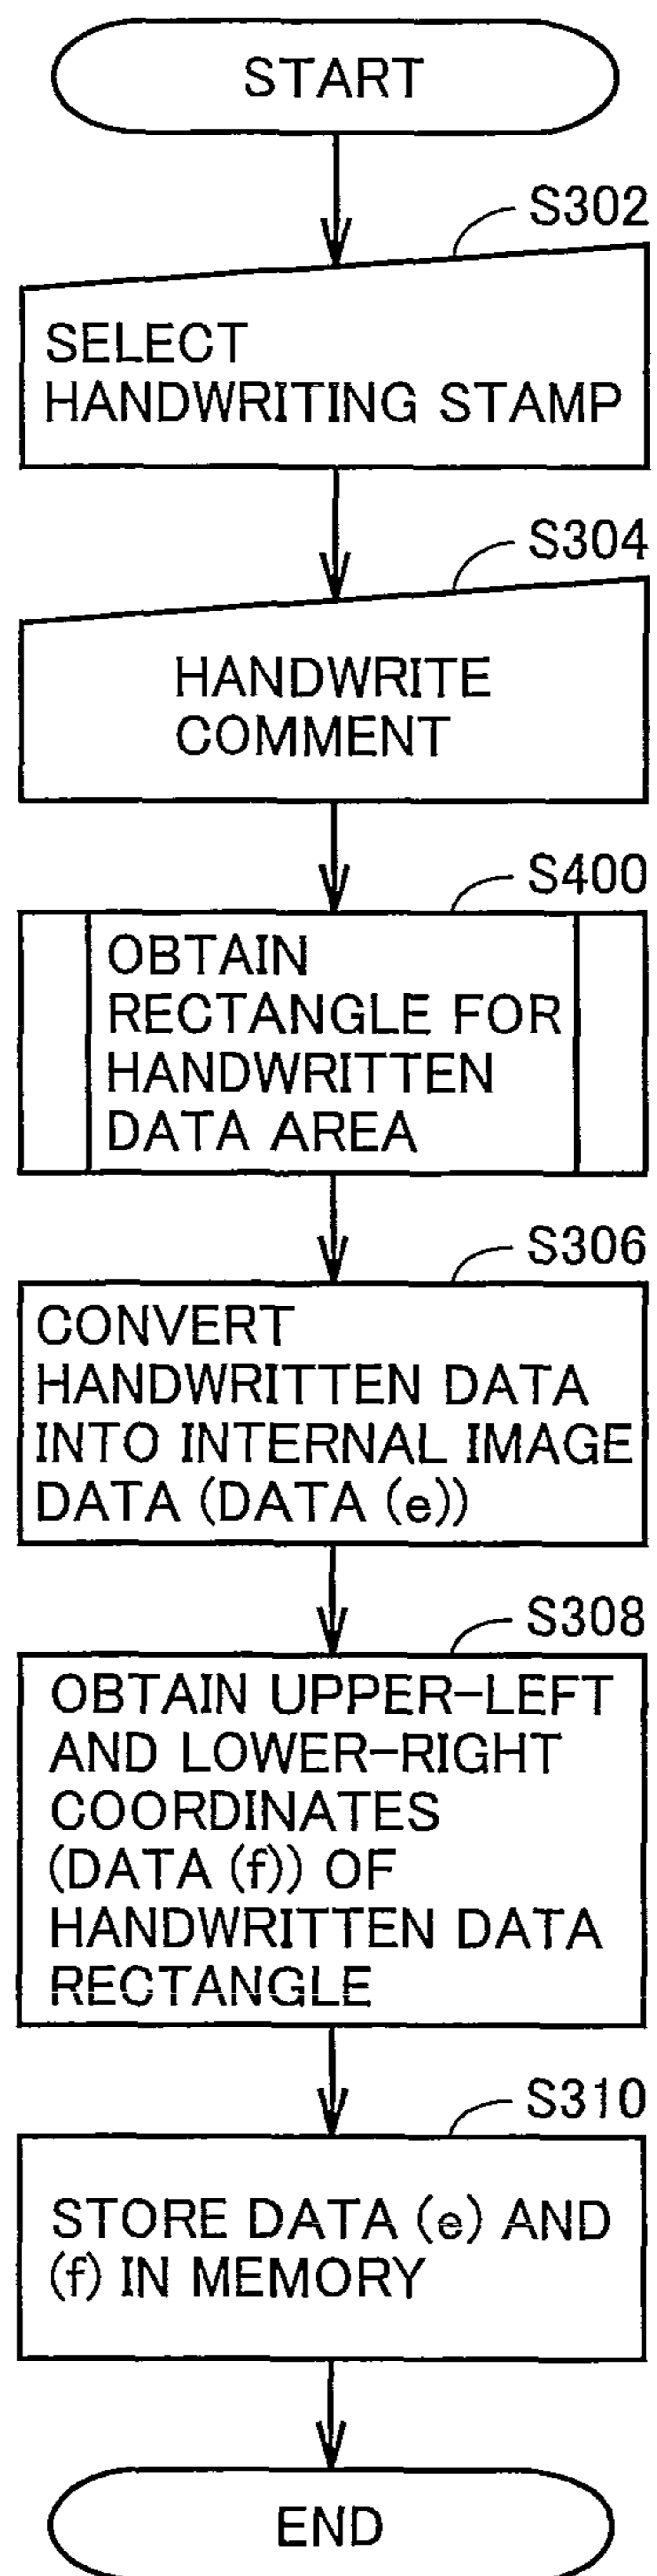 START
S302
SELECT
HANDWRITING STAMP
S304
HANDWRITE
COMMENT
S400
OBTAIN
RECTANGLE FOR
HANDWRITTEN
DATA AREA
S306
CONVERT
HANDWRITTEN DATA
INTO INTERNAL IMAGE
DATA (DATA (e))
S308
OBTAIN UPPER-LEFT
AND LOWER-RIGHT
COORDINATES
(DATA (f)) OF
HANDWRITTEN DATA
RECTANGLE
S310
STORE DATA (e) AND
(f) IN MEMORY
END